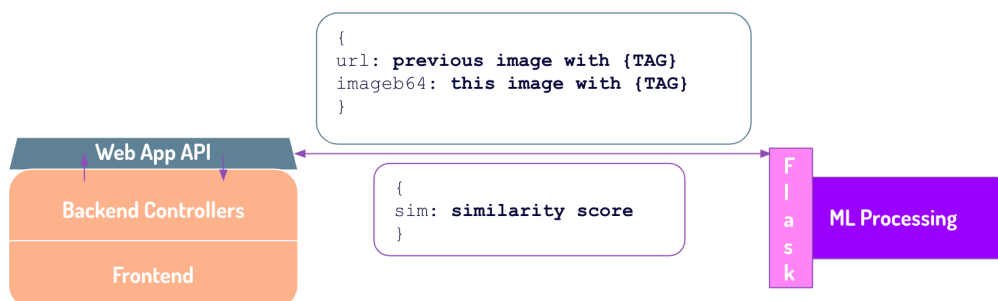 {
url: previous image with {TAG}
imageb64: this image with {TAG}
}
Web App API
Backend Controllers
Frontend
{
sim: similarity score
}
Flask
ML Processing